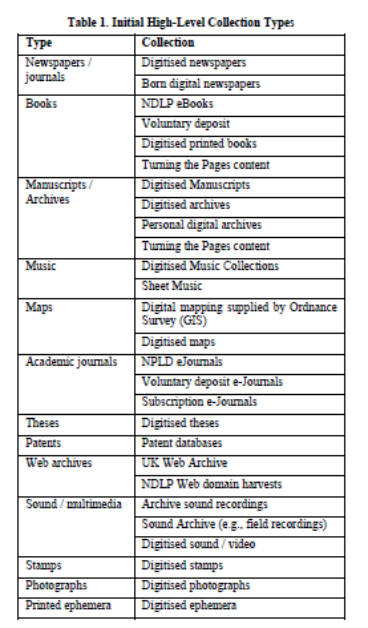 Table 1. Initial High-Level Collection Types
Type Collection
Newspapers / Digitised newspapers
journals Born digital newspapers
Books NDLP eBooks
Voluntary deposit
Digitised printed books
Turning the Pages content
Manuscripts / Digitised Manuscripts
Archives Digitised archives
Personal digital archives
Turning the Pages content
Music Digitised Music Collections
Sheet Music
Maps Digital mapping supplied by Ordnance
Survey (GIS)
Digitised maps
Academic journals NPLD eJournals
Voluntary deposit e-Journals
Subscription e-Journals
Theses Digitised theses
Patents Patent databases
Web archives UK Web Archive
NDLP Web domain harvests
Sound / multimedia Archive sound recordings
Sound Archive (e.g., field recordings)
Digitised sound / video
Stamps Digitised stamps
Photographs Digitised photographs
Printed ephemera Digitised ephemera